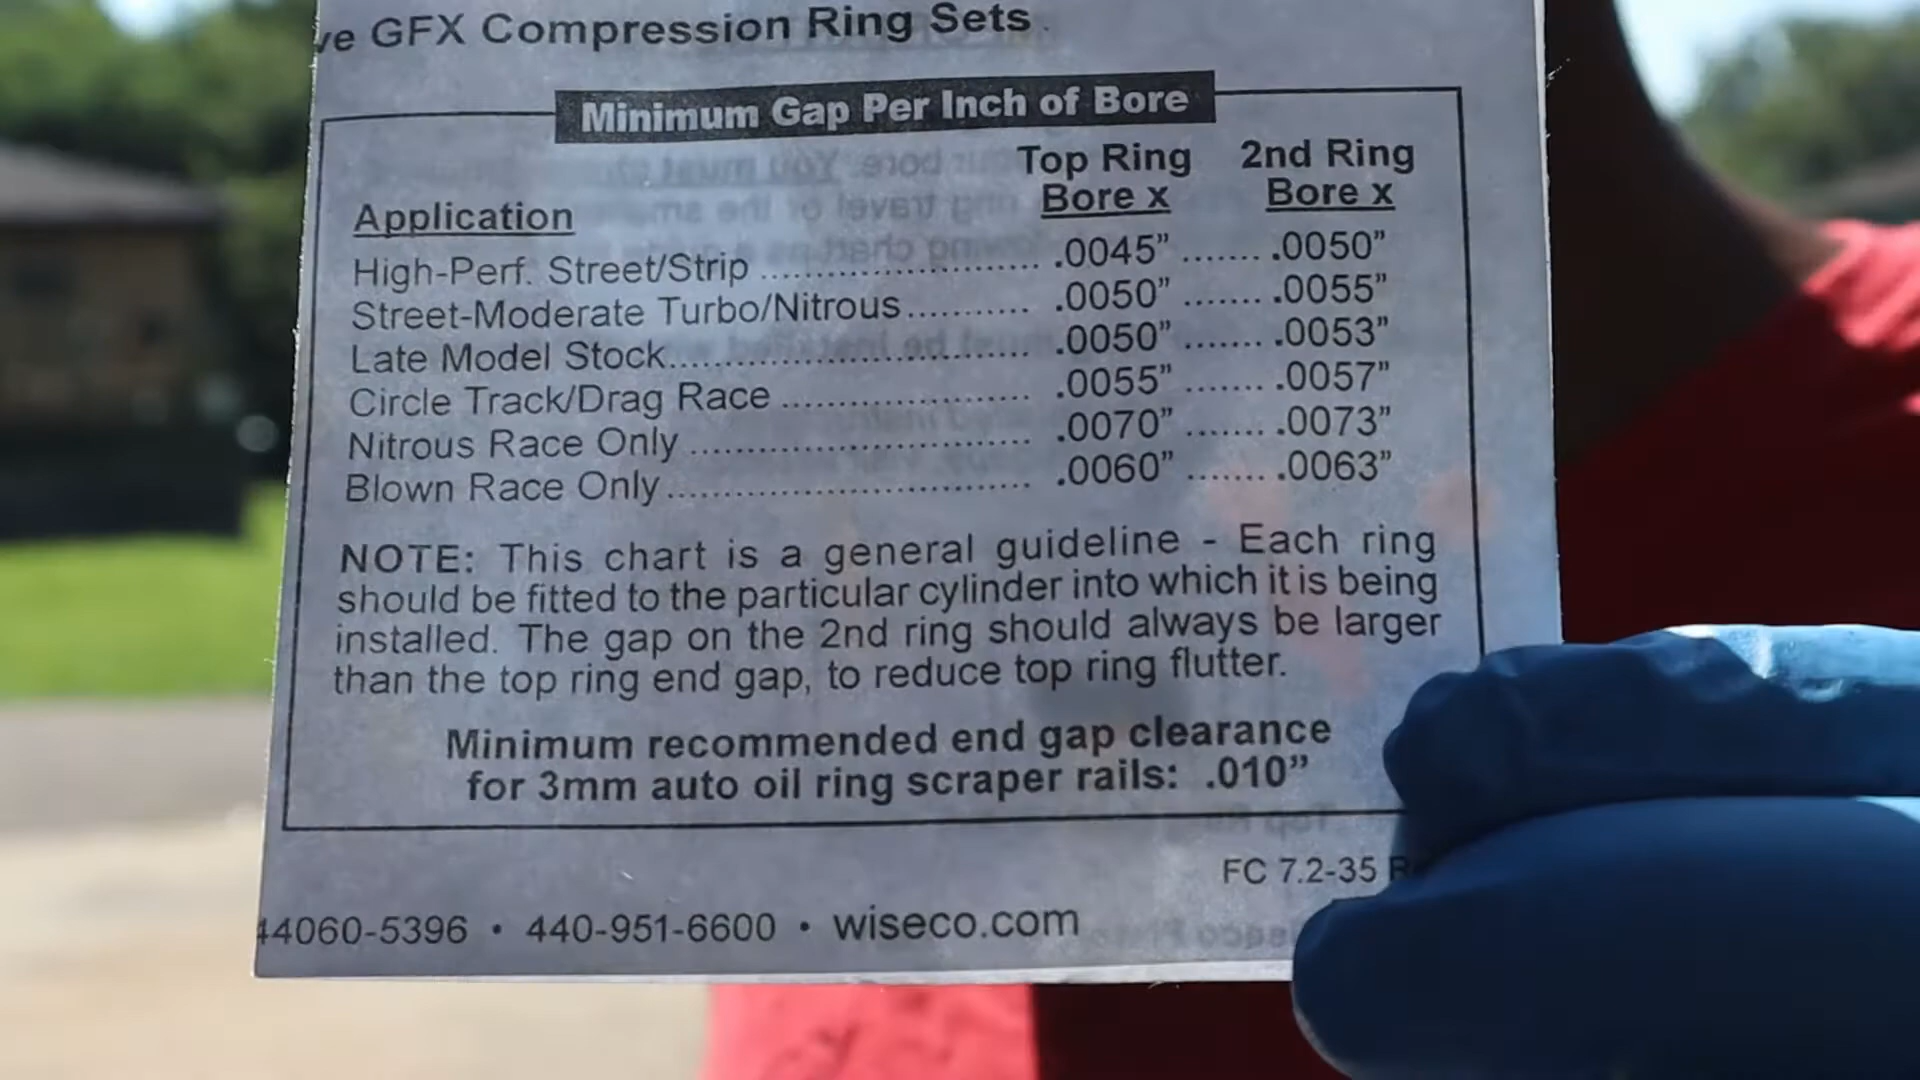 GFX Compression Ring Sets
Minimum Gap Per Inch of Bore
Top Ring 2nd Ring
Application Bore x Bore x
High-Perf. Street/Strip ........................... .0045” ....... .0050”
Street-Moderate Turbo/Nitrous........... .0050” ....... .0055”
Late Model Stock................................ .0050” ....... .0053”
Circle Track/Drag Race ...................... .0055” ....... .0057”
Nitrous Race Only .............................. .0070” ....... .0073”
Blown Race Only................................ .0060” ....... .0063”
NOTE: This chart is a general guideline - Each ring
should be fitted to the particular cylinder into which it is being
installed. The gap on the 2nd ring should always be larger
than the top ring end gap, to reduce top ring flutter.
Minimum recommended end gap clearance
for 3mm auto oil ring scraper rails: .010”
FC 7.2-35
44060-5396 • 440-951-6600 • wiseco.com